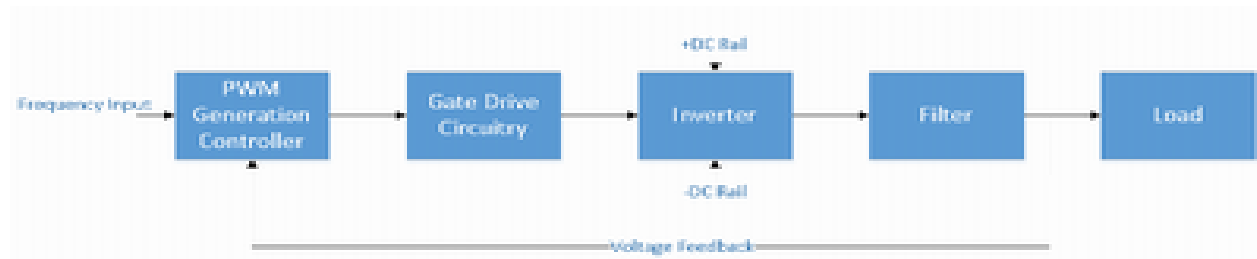 +DC Rail
Frequency Input
PWM
Generation
Controller
Gate Drive
Circuitry
Inverter
Filter
Load
-DC Rail
Voltage Feedback